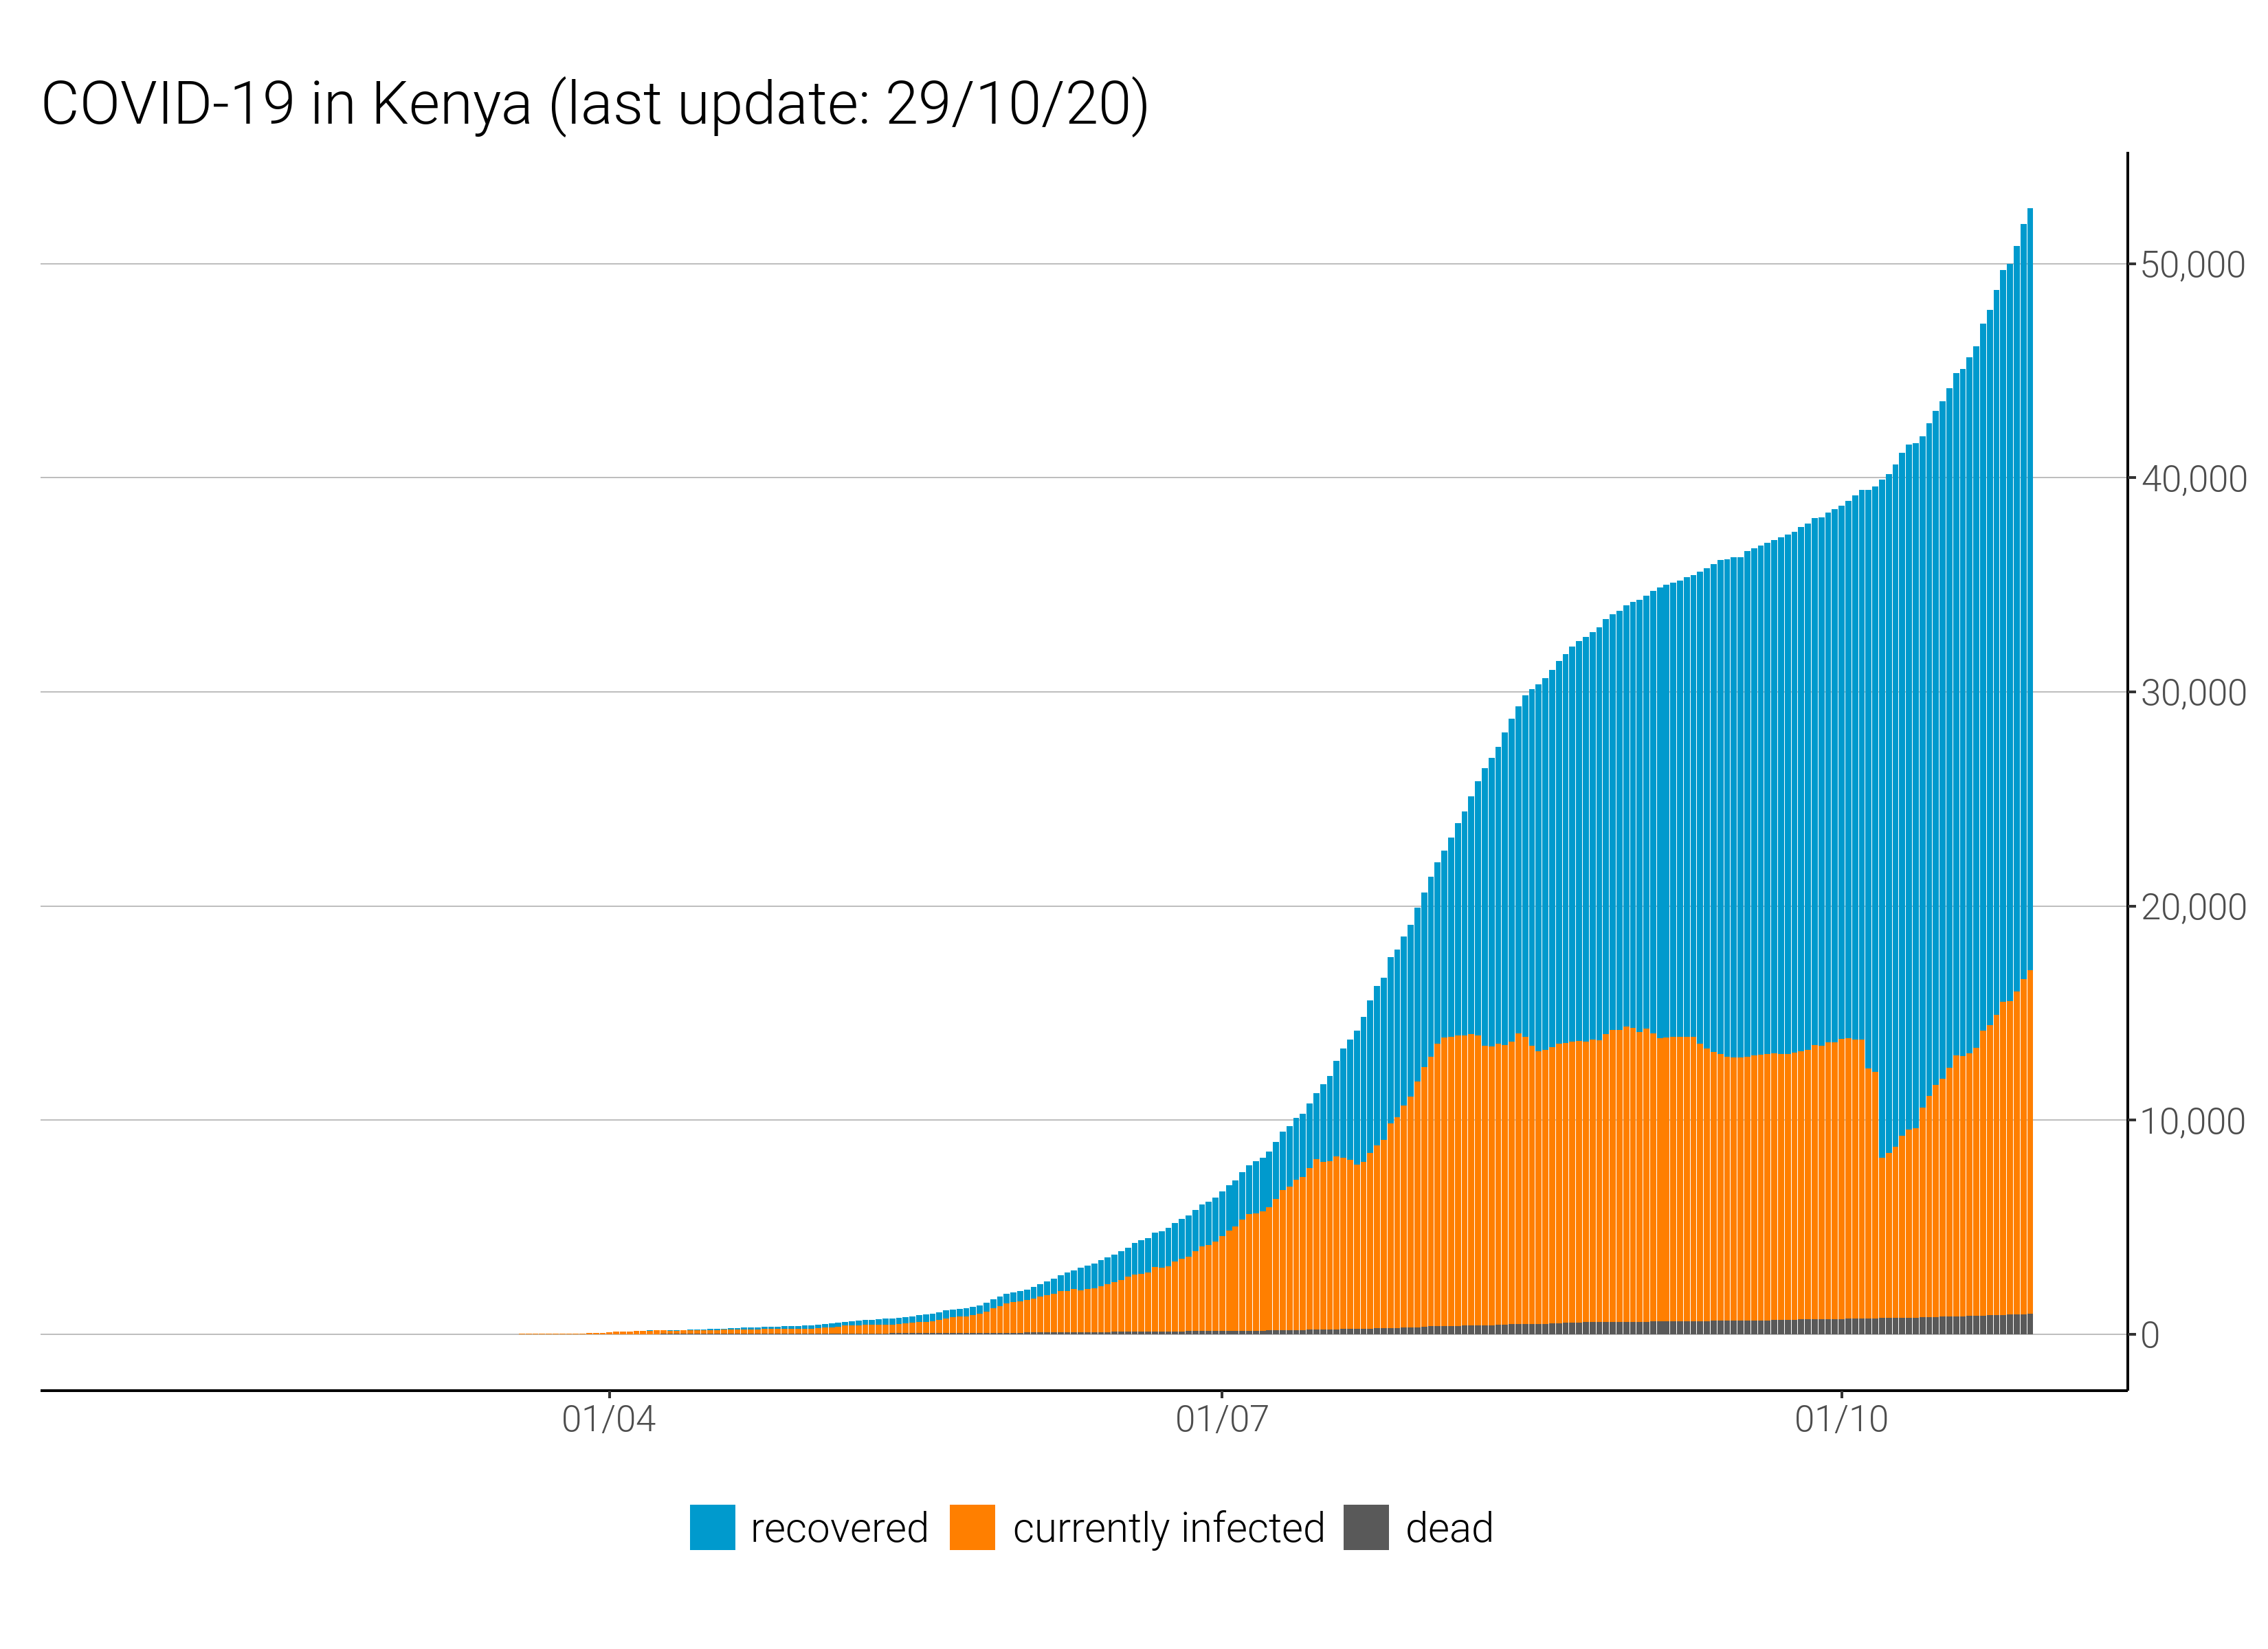 COVID-19 in Kenya (last update: 29/10/20)
50,000
40,000
30,000
20,000
10,000
0
01/04 01/07 01/10
recovered currently infected dead